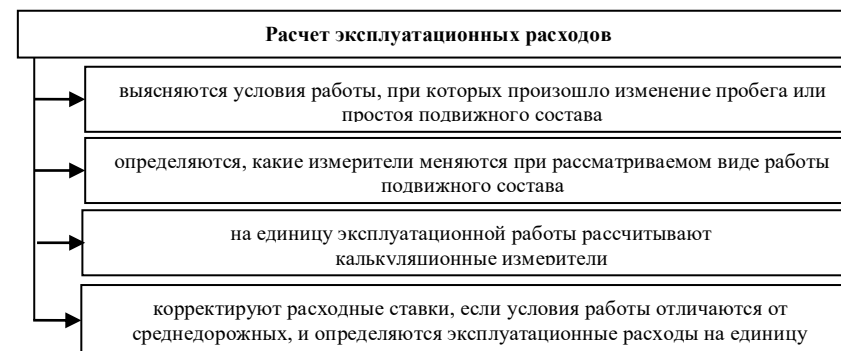 Расчет эксплуатационных расходов
выясняются условия работы, при которых произошло изменение пробега или
простоя подвижного состава
определяются, какие измерители меняются при рассматриваемом виде работы
подвижного состава
на единицу эксплуатационной работы рассчитывают
калькуляционные измерители
корректируют расходные ставки, если условия работы отличаются от
среднедорожных, и определяются эксплуатационные расходы на единицу